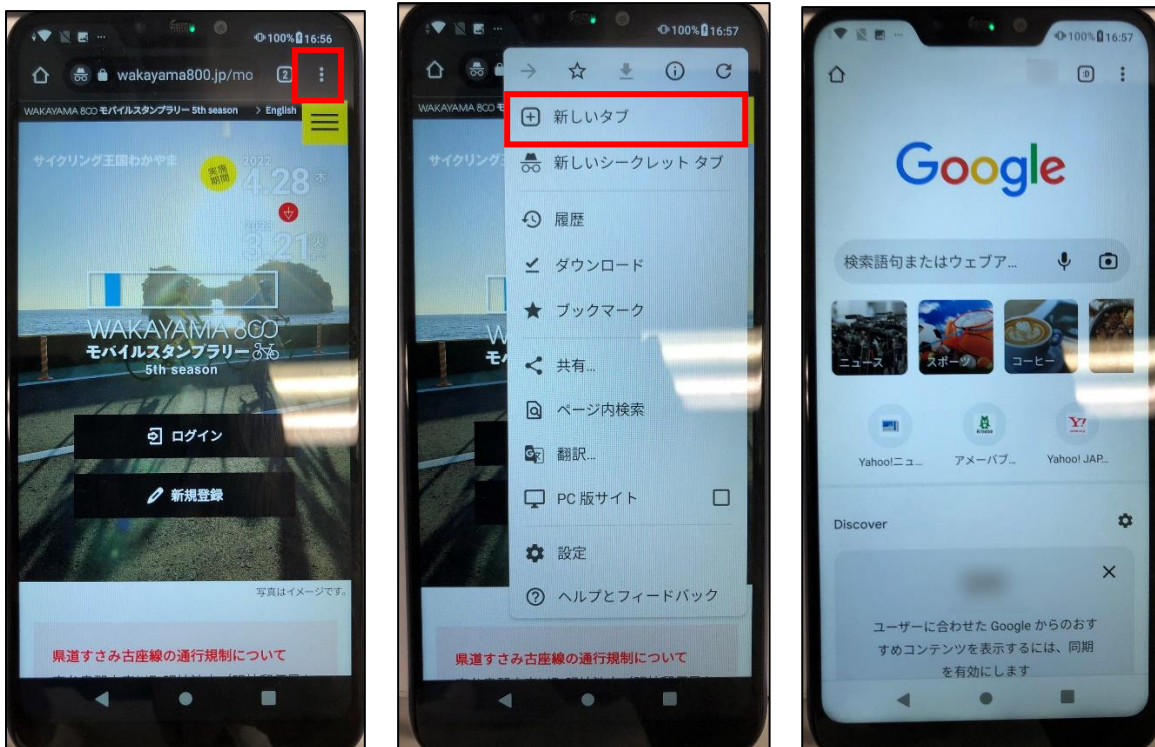 16:56
100%
wakayama800.jp/mo
2
WAKAYAMA 800 モバイルスタンプラリー 5th season
> English
サイクリング王国わかやま
実施
期間
2022
4.28 木
2023
3.21
WAKAYAMA 800
モバイルスタンプラリー
5th season
ログイン
新規登録
写真はイメージです。
県道すさみ古座線の通行規制について
100% 16:57
WAKAYAMA 800 モ
サイクリング
新しいタブ
新しいシークレット タブ
履歴
ダウンロード
ブックマーク
共有...
ページ内検索
翻訳...
PC 版サイト
設定
ヘルプとフィードバック
県道すさみ古座線の通行規制について
100% 16:57
:D
Google
検索語句またはウェブア...
ニュース
スポーツ
コーヒー
Yahoo!ニュ...
アメーバブ...
Yahoo! JAP...
Discover
ユーザーに合わせた Google からのおす
すめコンテンツを表示するには、同期
を有効にします